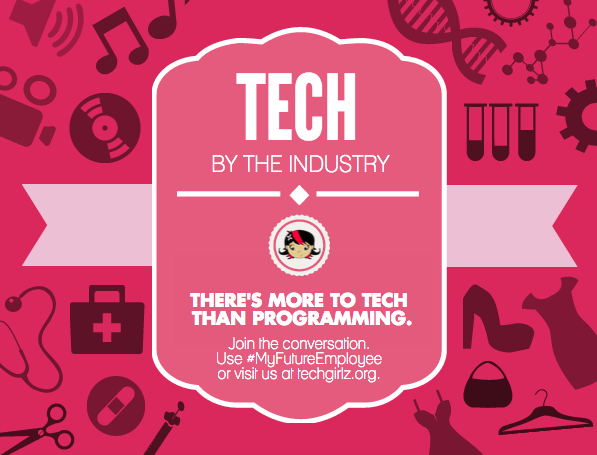 TECH
BY THE INDUSTRY
THERE'S MORE TO TECH
THAN PROGRAMMING.
Join the conversation.
Use #MyFutureEmployee
or visit us at techgirlz.org.